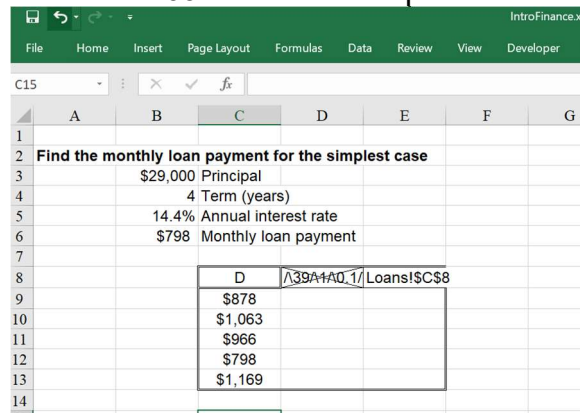 IntroFinance.x
File Home Insert Page Layout Formulas Data Review View Developer
C15 fx
A B C D E F G
1
2 Find the monthly loan payment for the simplest case
3 $29,000 Principal
4 4 Term (years)
5 14.4% Annual interest rate
6 $798 Monthly loan payment
7
8 D Loans!$C$8
9 $878
10 $1,063
11 $966
12 $798
13 $1,169
14